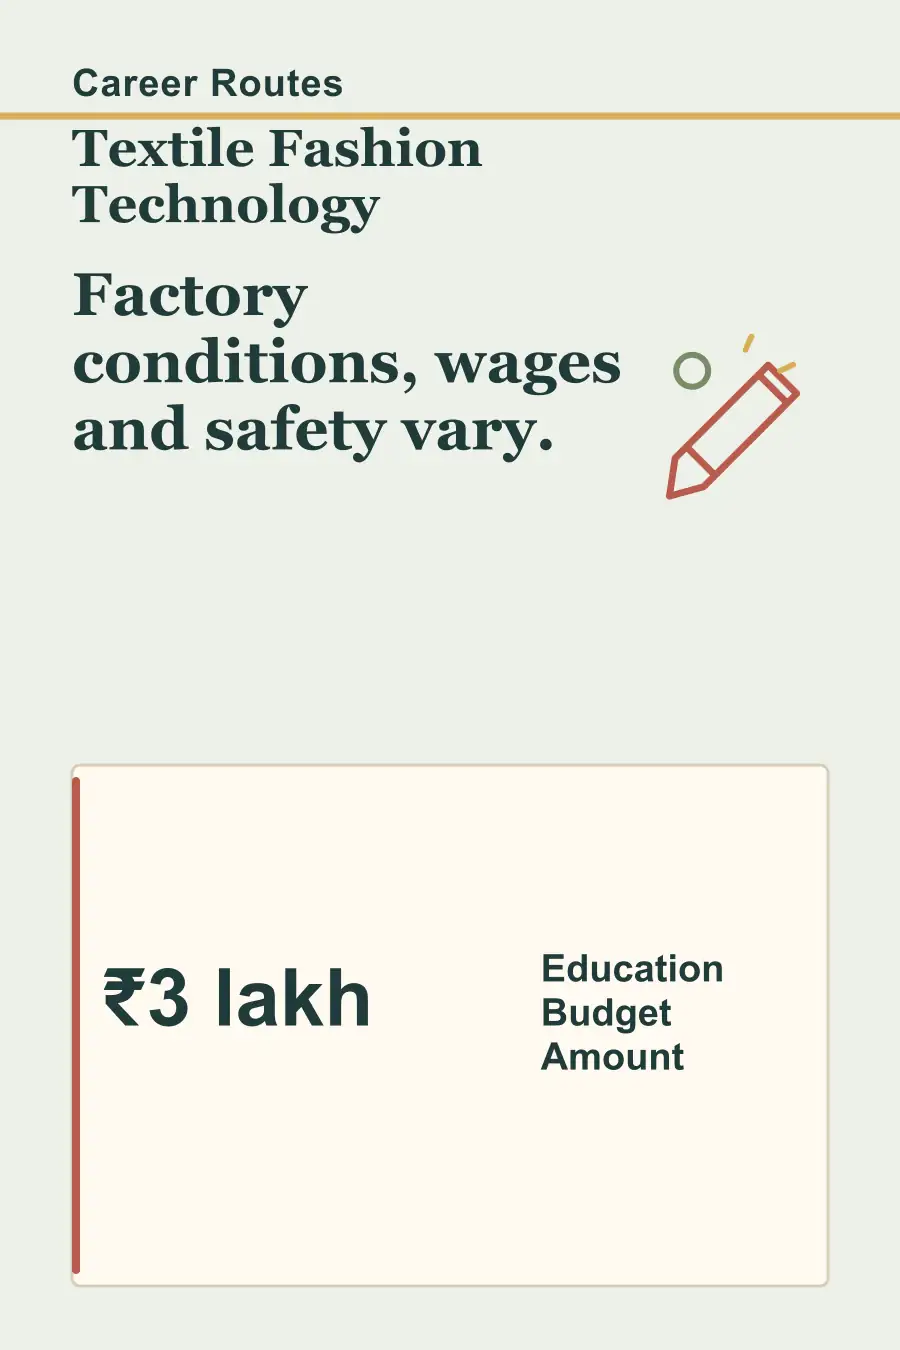 Career Routes
Textile Fashion
Technology
Factory
conditions, wages
and safety vary.
₹3 lakh
Education
Budget
Amount